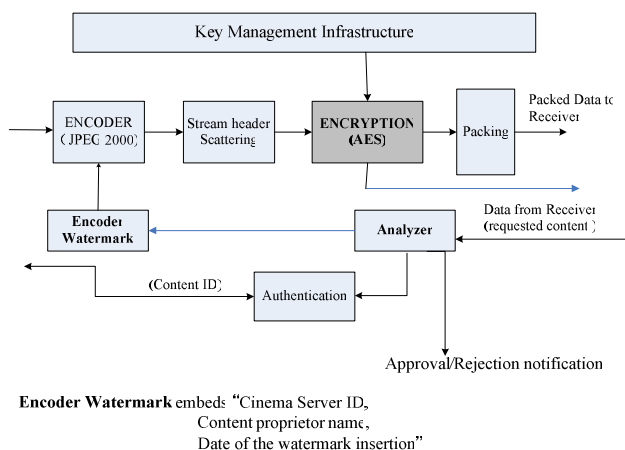 Key Management Infrastructure
ENCODER
(JPEG 2000)
Stream header
Scattering
ENCRYPTION
(AES)
Packing
Packed Data to
Receiver
Encoder
Watermark
Analyzer
Data from Receiver
(requested content)
(Content ID)
Authentication
Approval/Rejection notification
Encoder Watermark embeds “Cinema Server ID,
Content proprietor name,
Date of the watermark insertion”